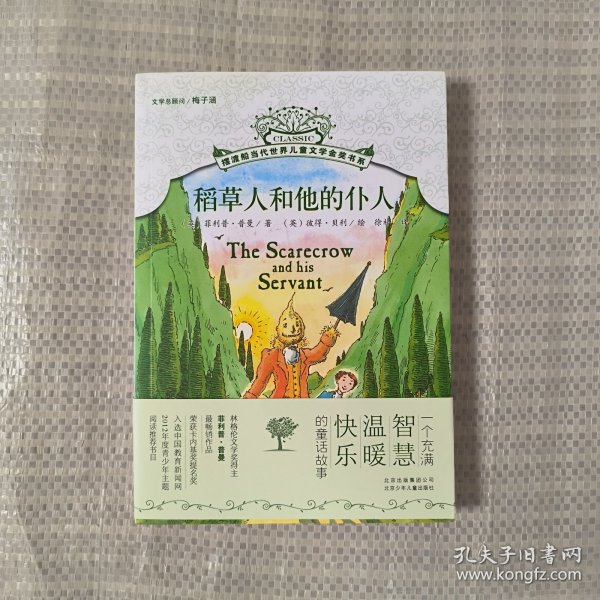 文学总顾问/梅子涵
CLASSIC
摆渡船当代世界儿童文学金奖书系
稻草人和他的仆人
菲利普·普曼/著 (英)彼得·贝利/绘
The Scarecrow
and his
Servant
一个充满
智慧
温暖
快乐
的童话故事
林格伦文学奖得主
菲利普·普曼
最畅销作品
荣获卡内基奖提名奖
入选中国教育新闻网
2012年度青少年主题
阅读推荐书目
北京出版集团公司
北京少年儿童出版社
孔夫子旧书网
www.kongfz.com